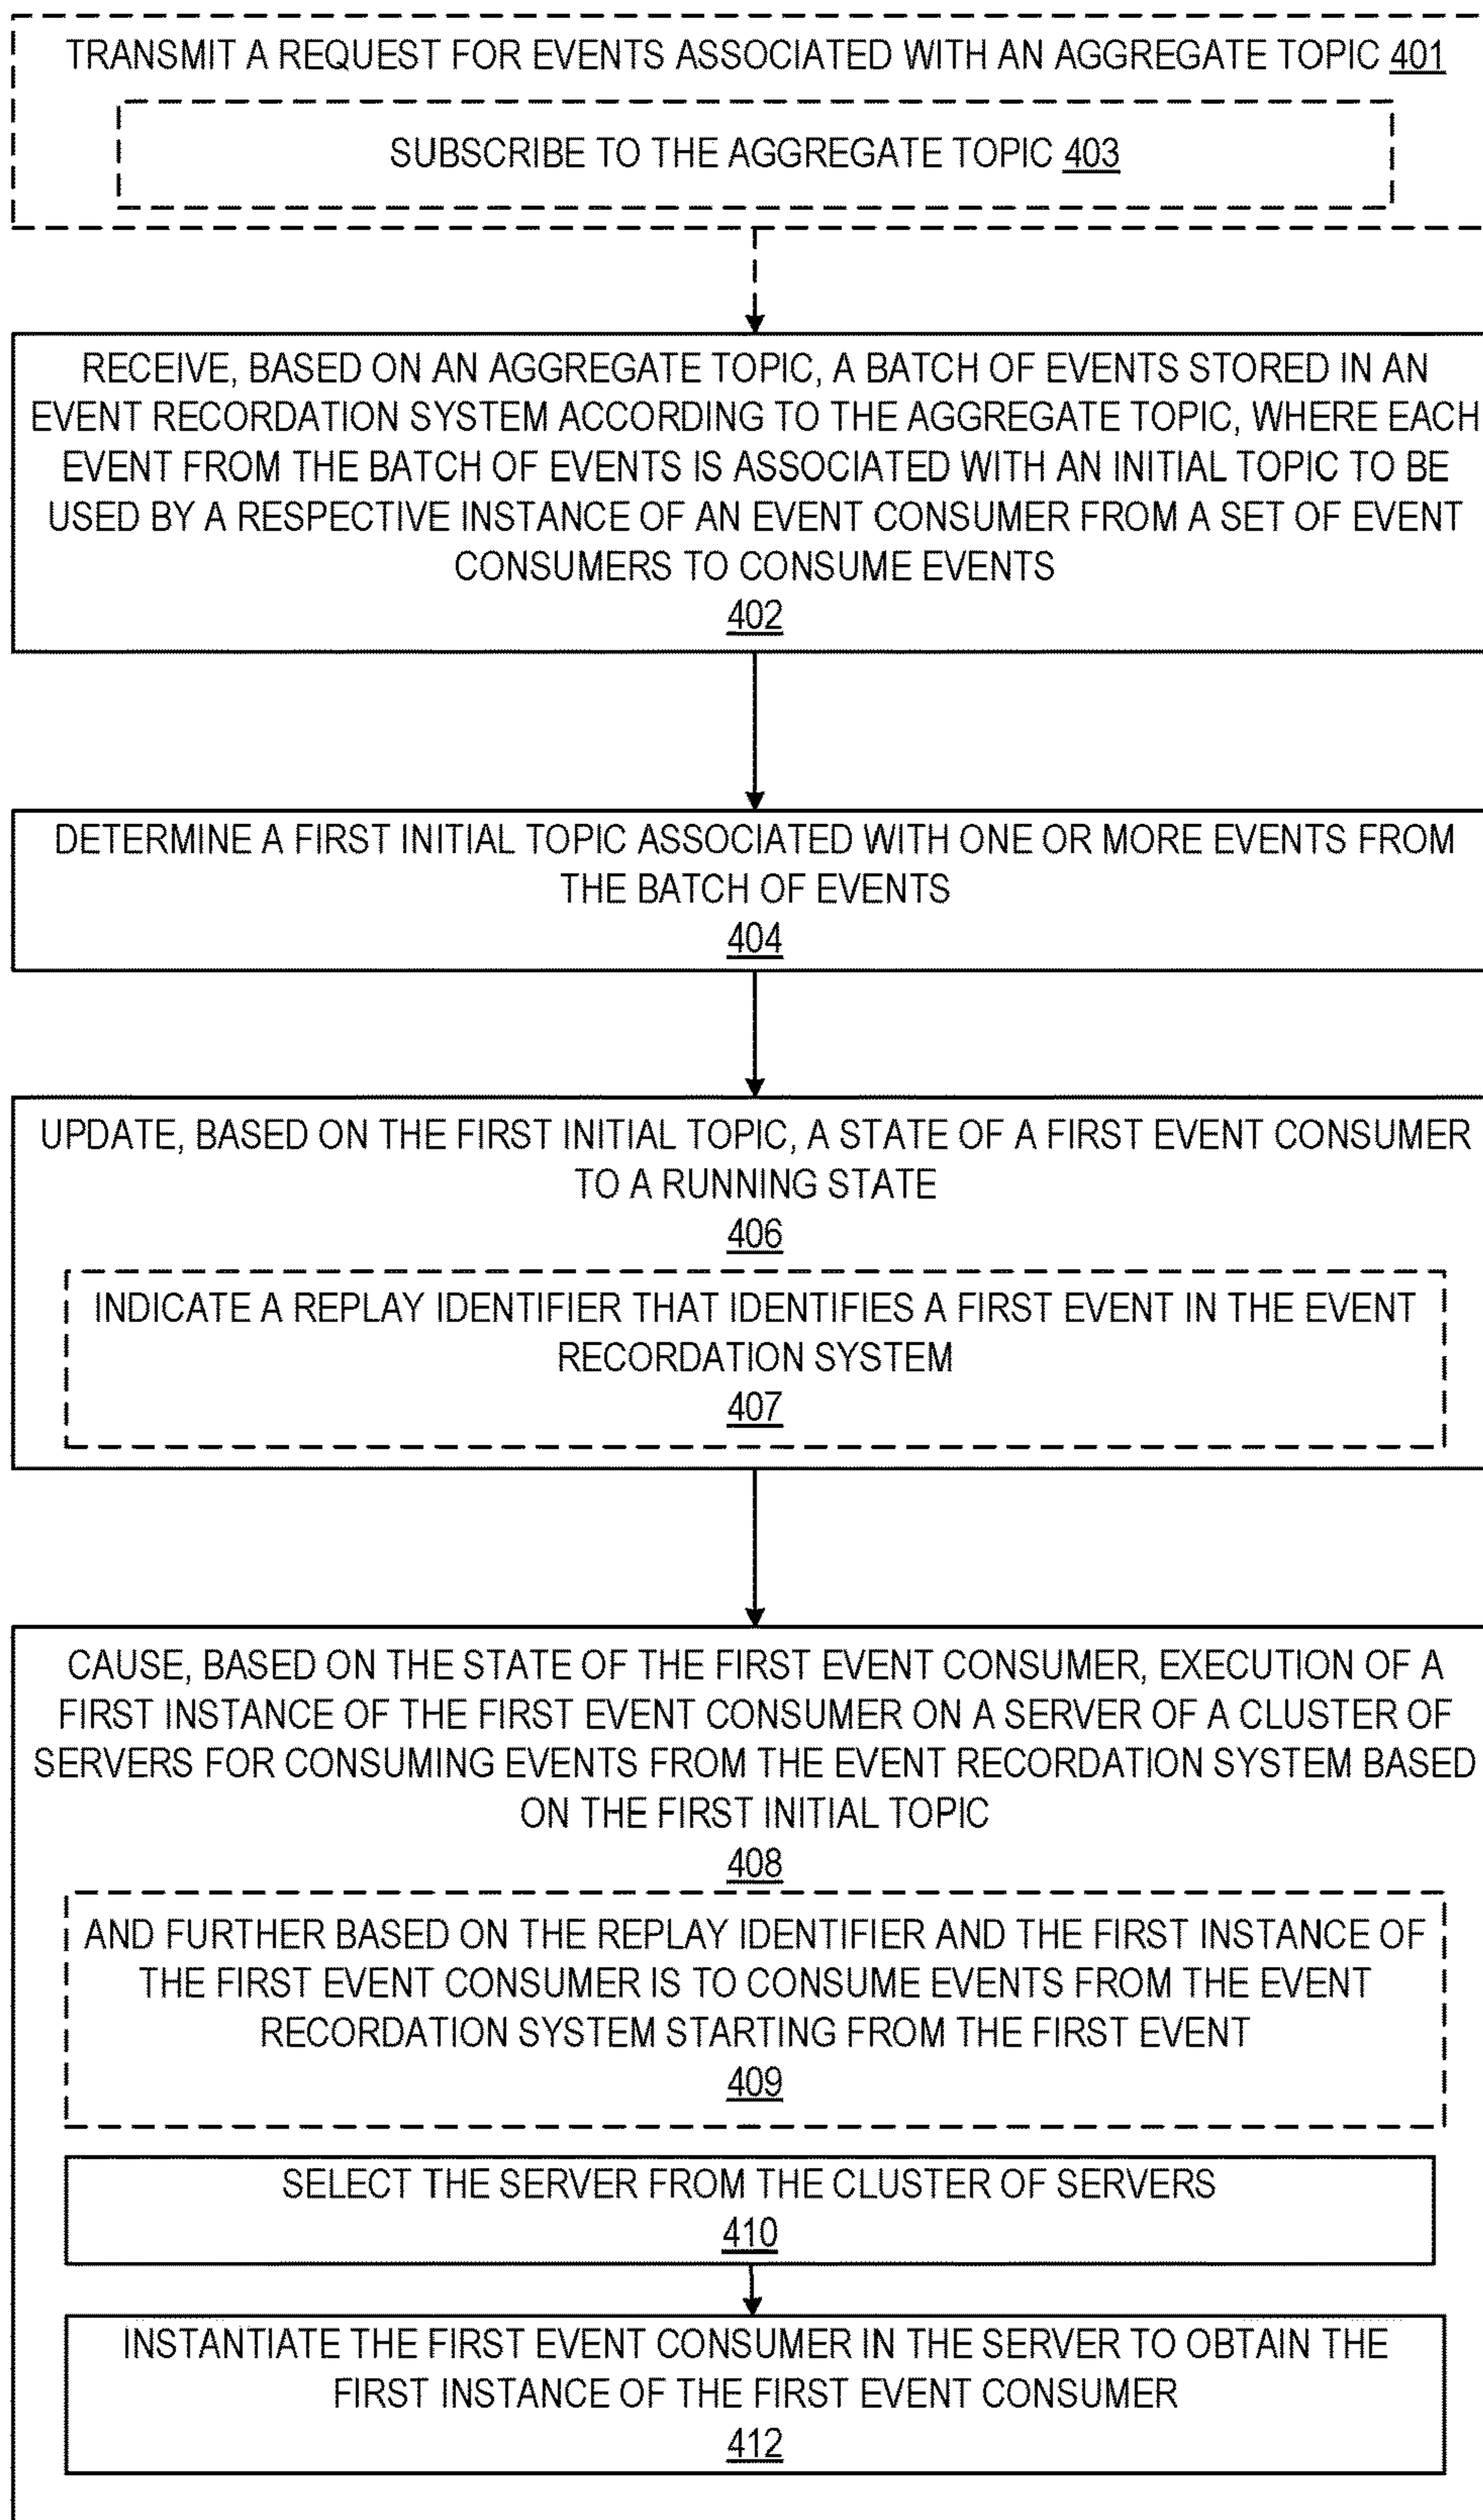 TRANSMIT A REQUEST FOR EVENTS ASSOCIATED WITH AN AGGREGATE TOPIC 401
SUBSCRIBE TO THE AGGREGATE TOPIC 403
RECEIVE, BASED ON AN AGGREGATE TOPIC, A BATCH OF EVENTS STORED IN AN
EVENT RECORDATION SYSTEM ACCORDING TO THE AGGREGATE TOPIC, WHERE EACH
EVENT FROM THE BATCH OF EVENTS IS ASSOCIATED WITH AN INITIAL TOPIC TO BE
USED BY A RESPECTIVE INSTANCE OF AN EVENT CONSUMER FROM A SET OF EVENT
CONSUMERS TO CONSUME EVENTS
402
DETERMINE A FIRST INITIAL TOPIC ASSOCIATED WITH ONE OR MORE EVENTS FROM
THE BATCH OF EVENTS
404
UPDATE, BASED ON THE FIRST INITIAL TOPIC, A STATE OF A FIRST EVENT CONSUMER
TO A RUNNING STATE
406
INDICATE A REPLAY IDENTIFIER THAT IDENTIFIES A FIRST EVENT IN THE EVENT
RECORDATION SYSTEM
407
CAUSE, BASED ON THE STATE OF THE FIRST EVENT CONSUMER, EXECUTION OF A
FIRST INSTANCE OF THE FIRST EVENT CONSUMER ON A SERVER OF A CLUSTER OF
SERVERS FOR CONSUMING EVENTS FROM THE EVENT RECORDATION SYSTEM BASED
ON THE FIRST INITIAL TOPIC
408
AND FURTHER BASED ON THE REPLAY IDENTIFIER AND THE FIRST INSTANCE OF
THE FIRST EVENT CONSUMER IS TO CONSUME EVENTS FROM THE EVENT
RECORDATION SYSTEM STARTING FROM THE FIRST EVENT
409
SELECT THE SERVER FROM THE CLUSTER OF SERVERS
410
INSTANTIATE THE FIRST EVENT CONSUMER IN THE SERVER TO OBTAIN THE
FIRST INSTANCE OF THE FIRST EVENT CONSUMER
412